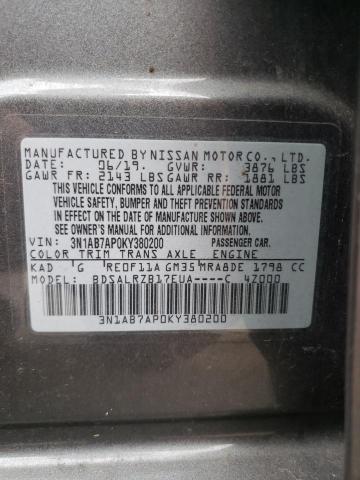 MANUFACTURED BY NISSAN MOTOR CO., LTD.
DATE: 06/19. GVWR: 3876 LBS
GAWR FR: 2143 LBS GAWR RR: 1881 LBS
THIS VEHICLE CONFORMS TO ALL APPLICABLE FEDERAL MOTOR
VEHICLE SAFETY, BUMPER AND THEFT PREVENTION STANDARDS
IN EFFECT ON THE DATE OF MANUFACTURE SHOWN ABOVE.
SEE OWNER'S MANUAL FOR ADDITIONAL INFORMATION.
VIN: 3N1AB7AP0KY380200 PASSENGER CAR.
COLOR TRIM TRANS AXLE ENGINE
KAD G RE0F11A GM35 MRA8DE 1798 CC
MODEL: BDSALRZB17EUA----C 4Z000
3N1AB7AP0KY380200